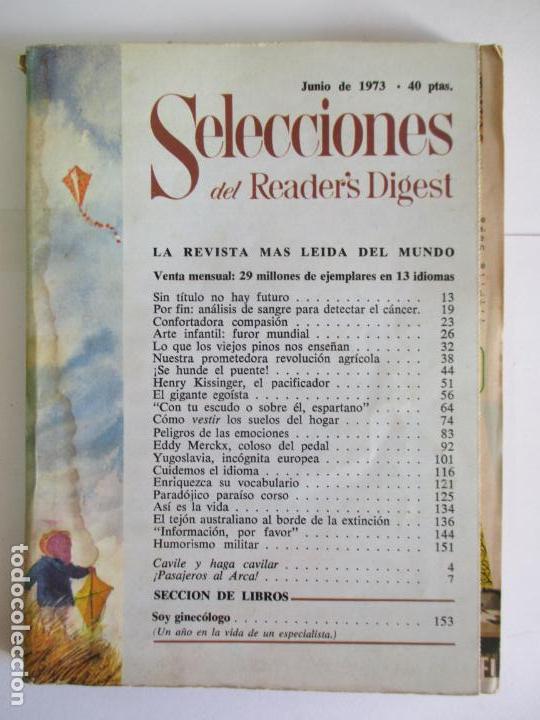 Junio de 1973 • 40 ptas.
Selecciones
del Reader's Digest
LA REVISTA MAS LEIDA DEL MUNDO
Venta mensual: 29 millones de ejemplares en 13 idiomas
Sin título no hay futuro . . . . . . . . . . . . 13
Por fin: análisis de sangre para detectar el cáncer. 19
Confortadora compasión . . . . . . . . . . . . 23
Arte infantil: furor mundial . . . . . . . . . . . 26
Lo que los viejos pinos nos enseñan . . . . . . . 32
Nuestra prometedora revolución agrícola . . . . . 38
¡Se hunde el puente! . . . . . . . . . . . . . 44
Henry Kissinger, el pacificador . . . . . . . . . 51
El gigante egoísta . . . . . . . . . . . . . . 56
"Con tu escudo o sobre él, espartano" . . . . . . 64
Cómo vestir los suelos del hogar . . . . . . . . 74
Peligros de las emociones . . . . . . . . . . . 83
Eddy Merckx, coloso del pedal . . . . . . . . . 92
Yugoslavia, incógnita europea . . . . . . . . . 101
Cuidemos el idioma . . . . . . . . . . . . . 116
Enriquezca su vocabulario . . . . . . . . . . . 121
Paradójico paraíso corso . . . . . . . . . . . 125
Así es la vida . . . . . . . . . . . . . . . 134
El tejón australiano al borde de la extinción . . . 136
"Información, por favor" . . . . . . . . . . . 144
Humorismo militar . . . . . . . . . . . . . 151
Cavile y haga cavilar . . . . . . . . . . . . . 4
¡Pasajeros al Arca! . . . . . . . . . . . . . . 7
SECCION DE LIBROS
Soy ginecólogo . . . . . . . . . . . . . . . 153
(Un año en la vida de un especialista.)
todocoleccion.net